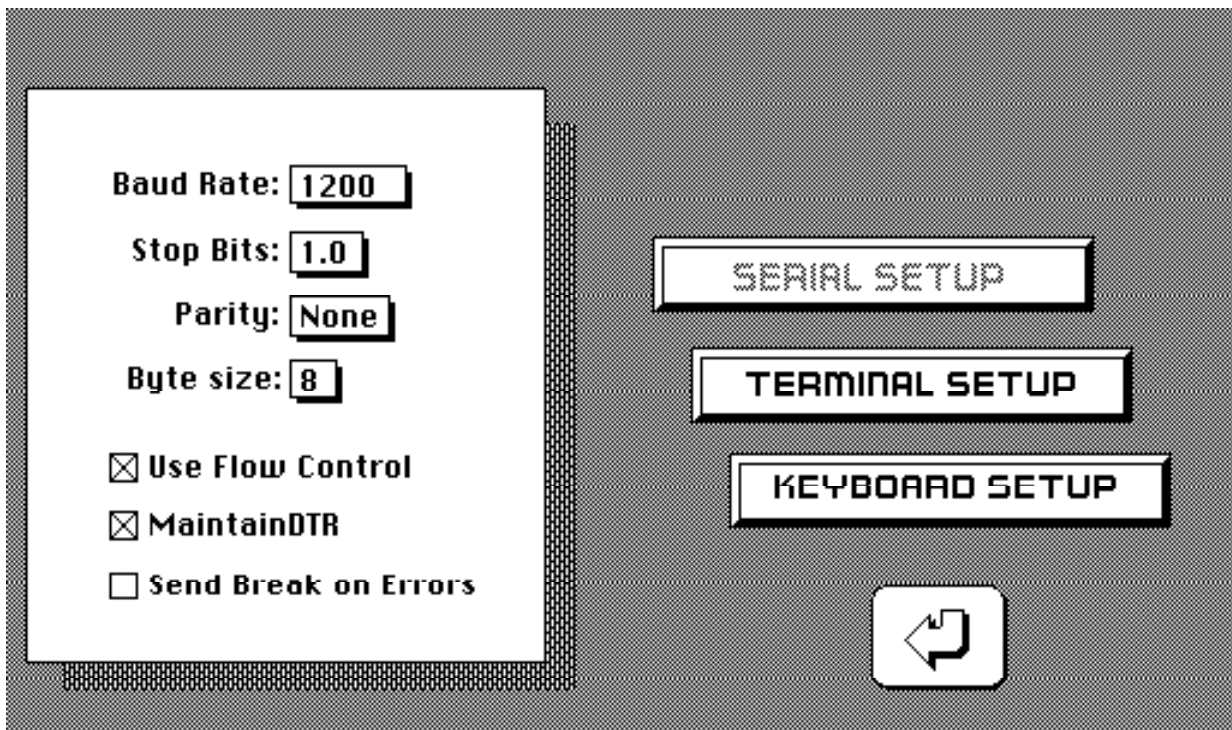 Baud Rate: 1200
Stop Bits: 1.0
Parity: None
Byte size: 8
Use Flow Control
MaintainDTR
Send Break on Errors
SERIAL SETUP
TERMINAL SETUP
KEYBOARD SETUP